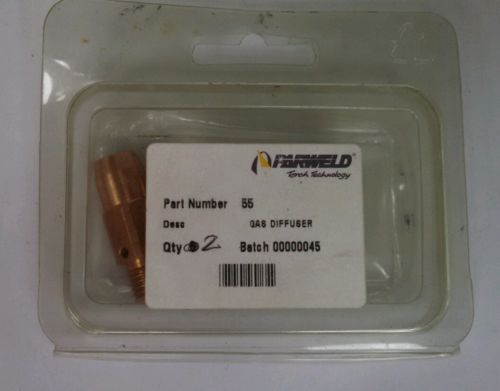 PARWELD
Torch Technology
Part Number 55
Desc GAS DIFFUSER
Qty 2 Batch 00000045